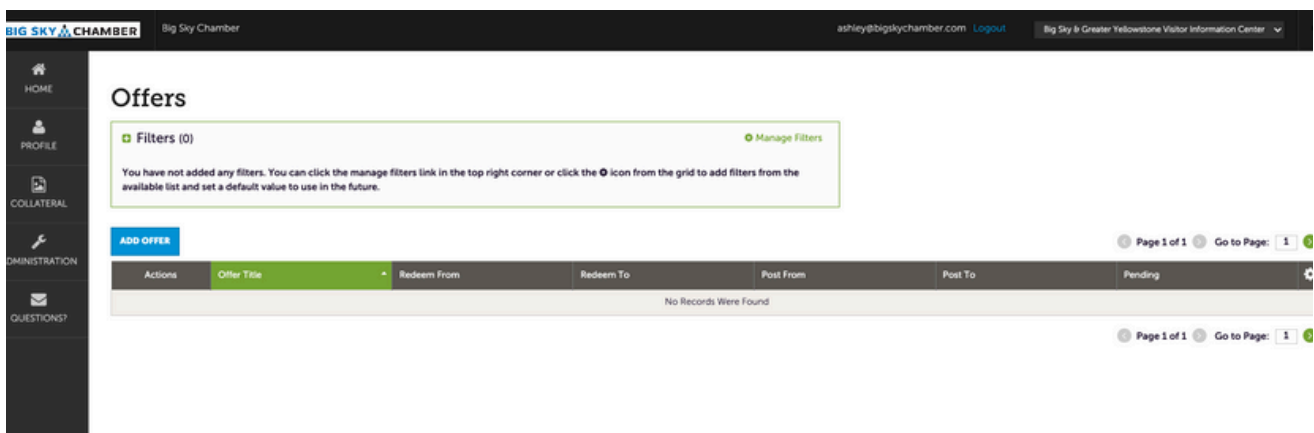 BIG SKY CHAMBER
Big Sky Chamber
ashley@bigskychamber.com Logout
Big Sky & Greater Yellowstone Visitor Information Center
HOME
PROFILE
COLLATERAL
DMINISTRATION
QUESTIONS?
Offers
Filters (0)
Manage Filters
You have not added any filters. You can click the manage filters link in the top right corner or click the icon from the grid to add filters from the
available list and set a default value to use in the future.
ADD OFFER
Page 1 of 1 Go to Page: 1
Actions Offer Title Redeem From Redeem To Post From Post To Pending
No Records Were Found
Page 1 of 1 Go to Page: 1